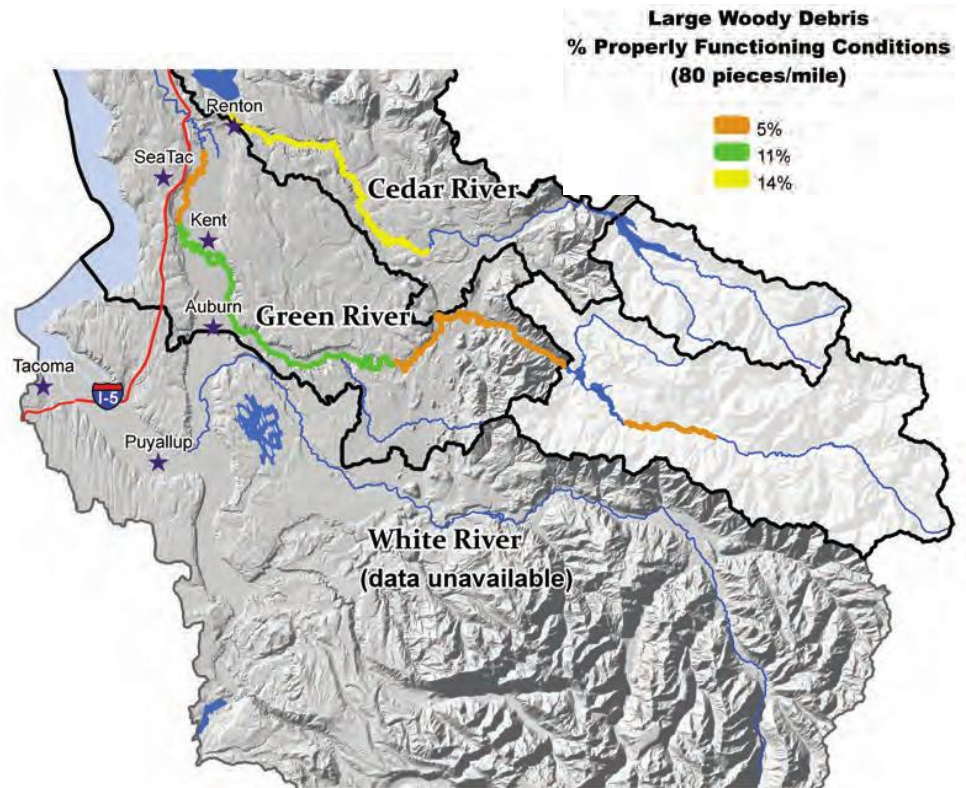 Large Woody Debris
% Properly Functioning Conditions
(80 pieces/mile)
5%
11%
14%
Renton
SeaTac
Cedar River
Kent
Auburn
Green River
Tacoma
I-5
Puyallup
White River
(data unavailable)